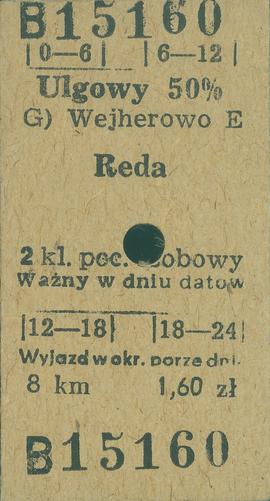 B15160
|0—6| |6—12|
Ulgowy 50%
G) Wejherowo E
Reda
2 kl. poc. sobowy
Ważny w dniu datow
|12—18| |18—24|
Wyjazd w okr. porze dni.
8 km 1,60 zł
B15160